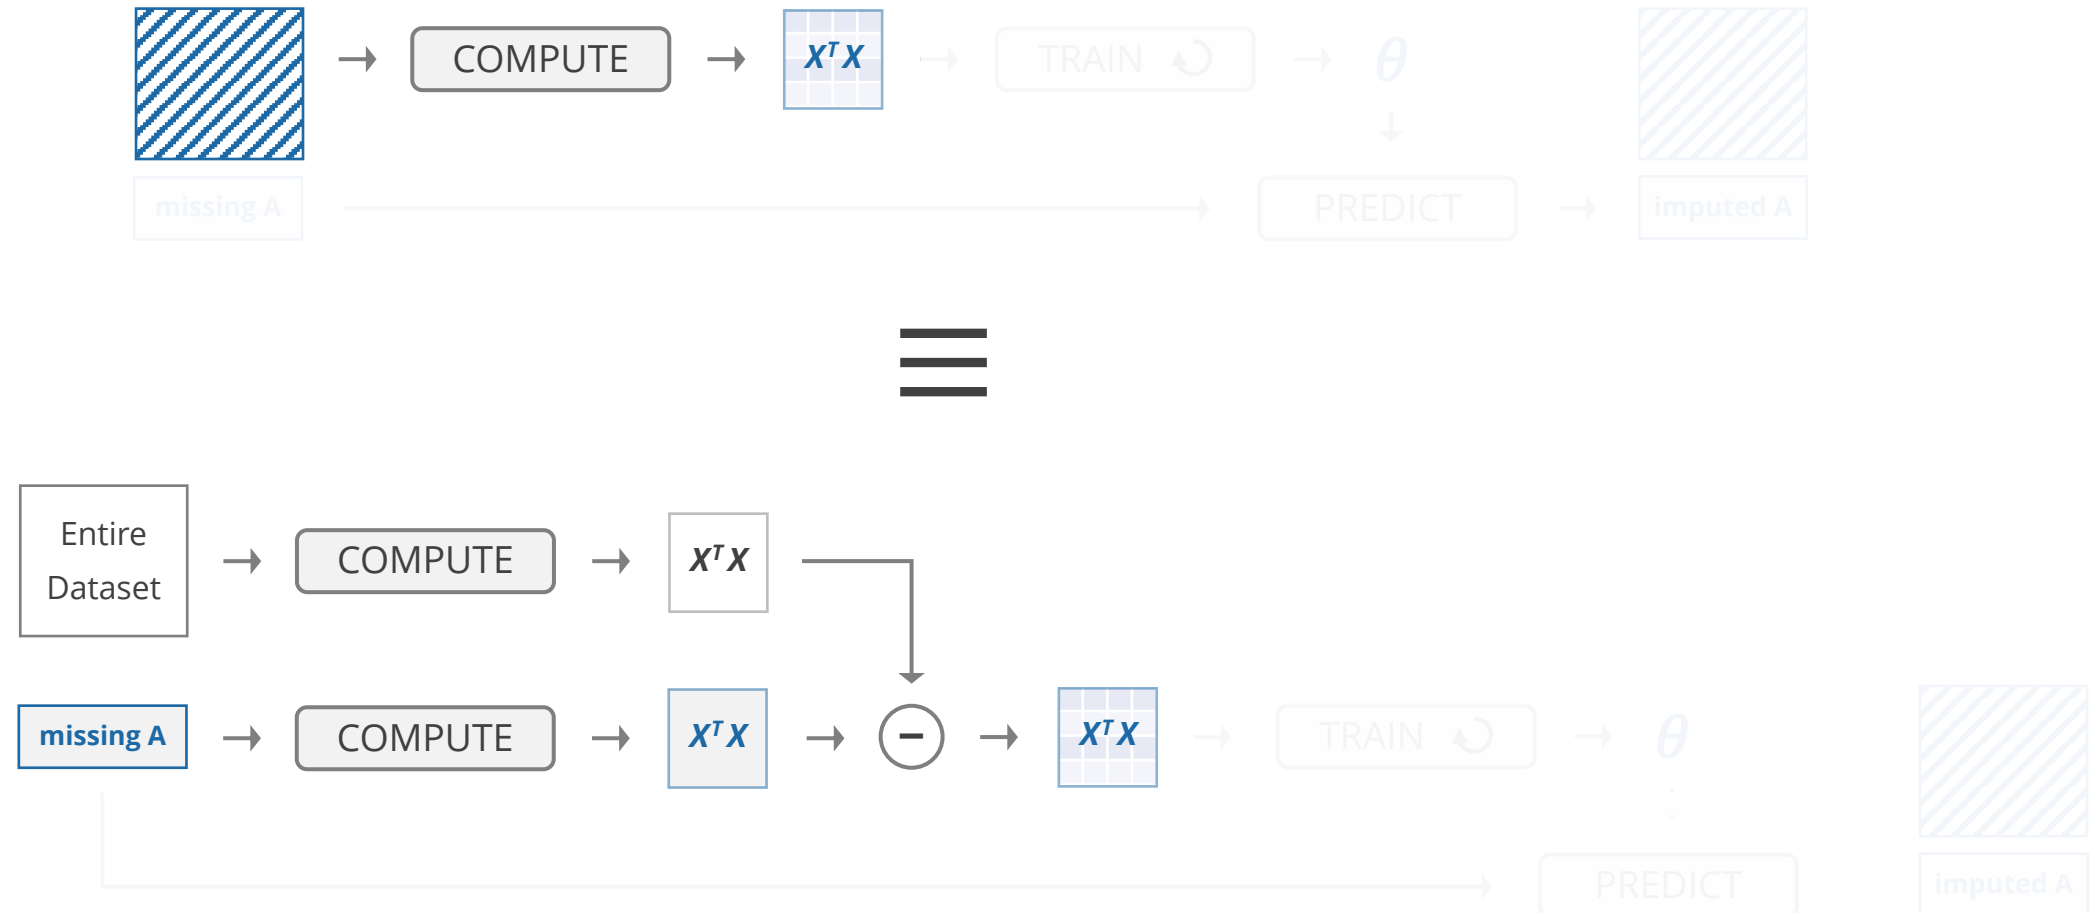 COMPUTE
XᵀX
TRAIN
θ
missing A
PREDICT
imputed A
Entire
Dataset
COMPUTE
XᵀX
missing A
COMPUTE
XᵀX
−
XᵀX
TRAIN
θ
PREDICT
imputed A